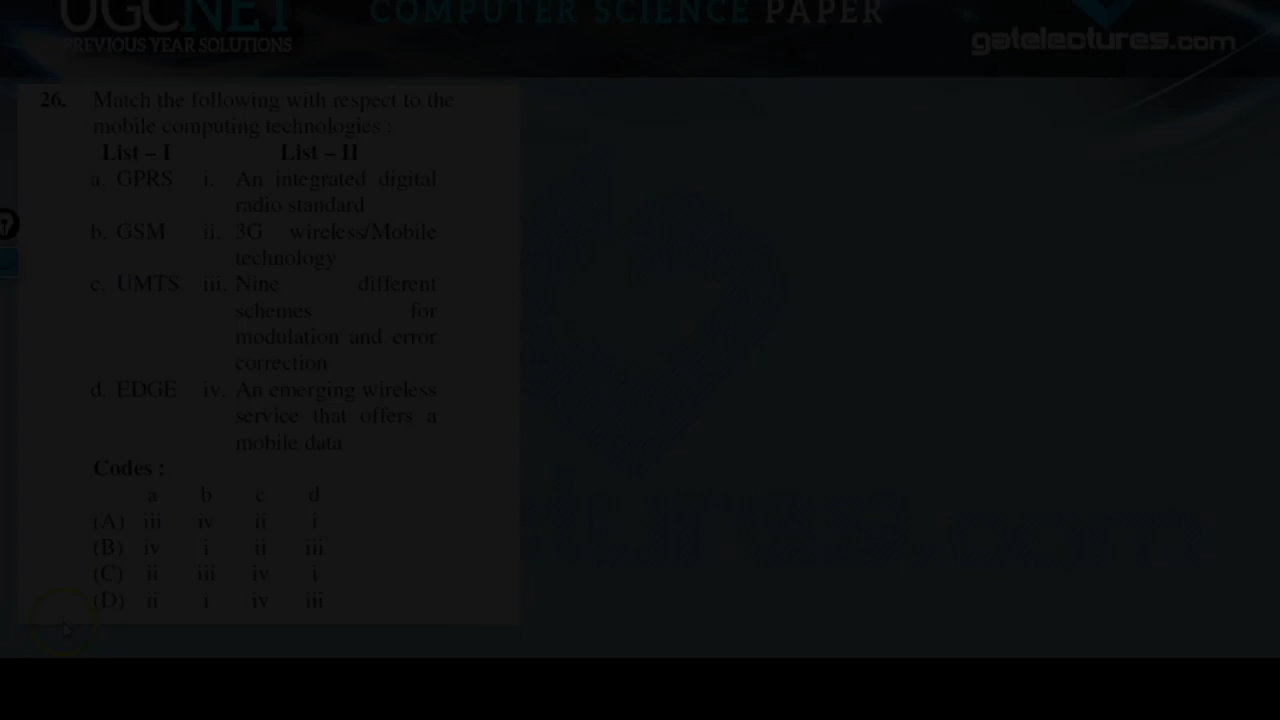 UGCNET
COMPUTER SCIENCE PAPER
PREVIOUS YEAR SOLUTIONS
gatelectures.com
26. Match the following with respect to the
mobile computing technologies :
List – I List – II
a. GPRS i. An integrated digital
radio standard
b. GSM ii. 3G wireless/Mobile
technology
c. UMTS iii. Nine different
schemes for
modulation and error
correction
d. EDGE iv. An emerging wireless
service that offers a
mobile data
Codes :
a b c d
(A) iii iv ii i
(B) iv i ii iii
(C) ii iii iv i
(D) ii i iv iii